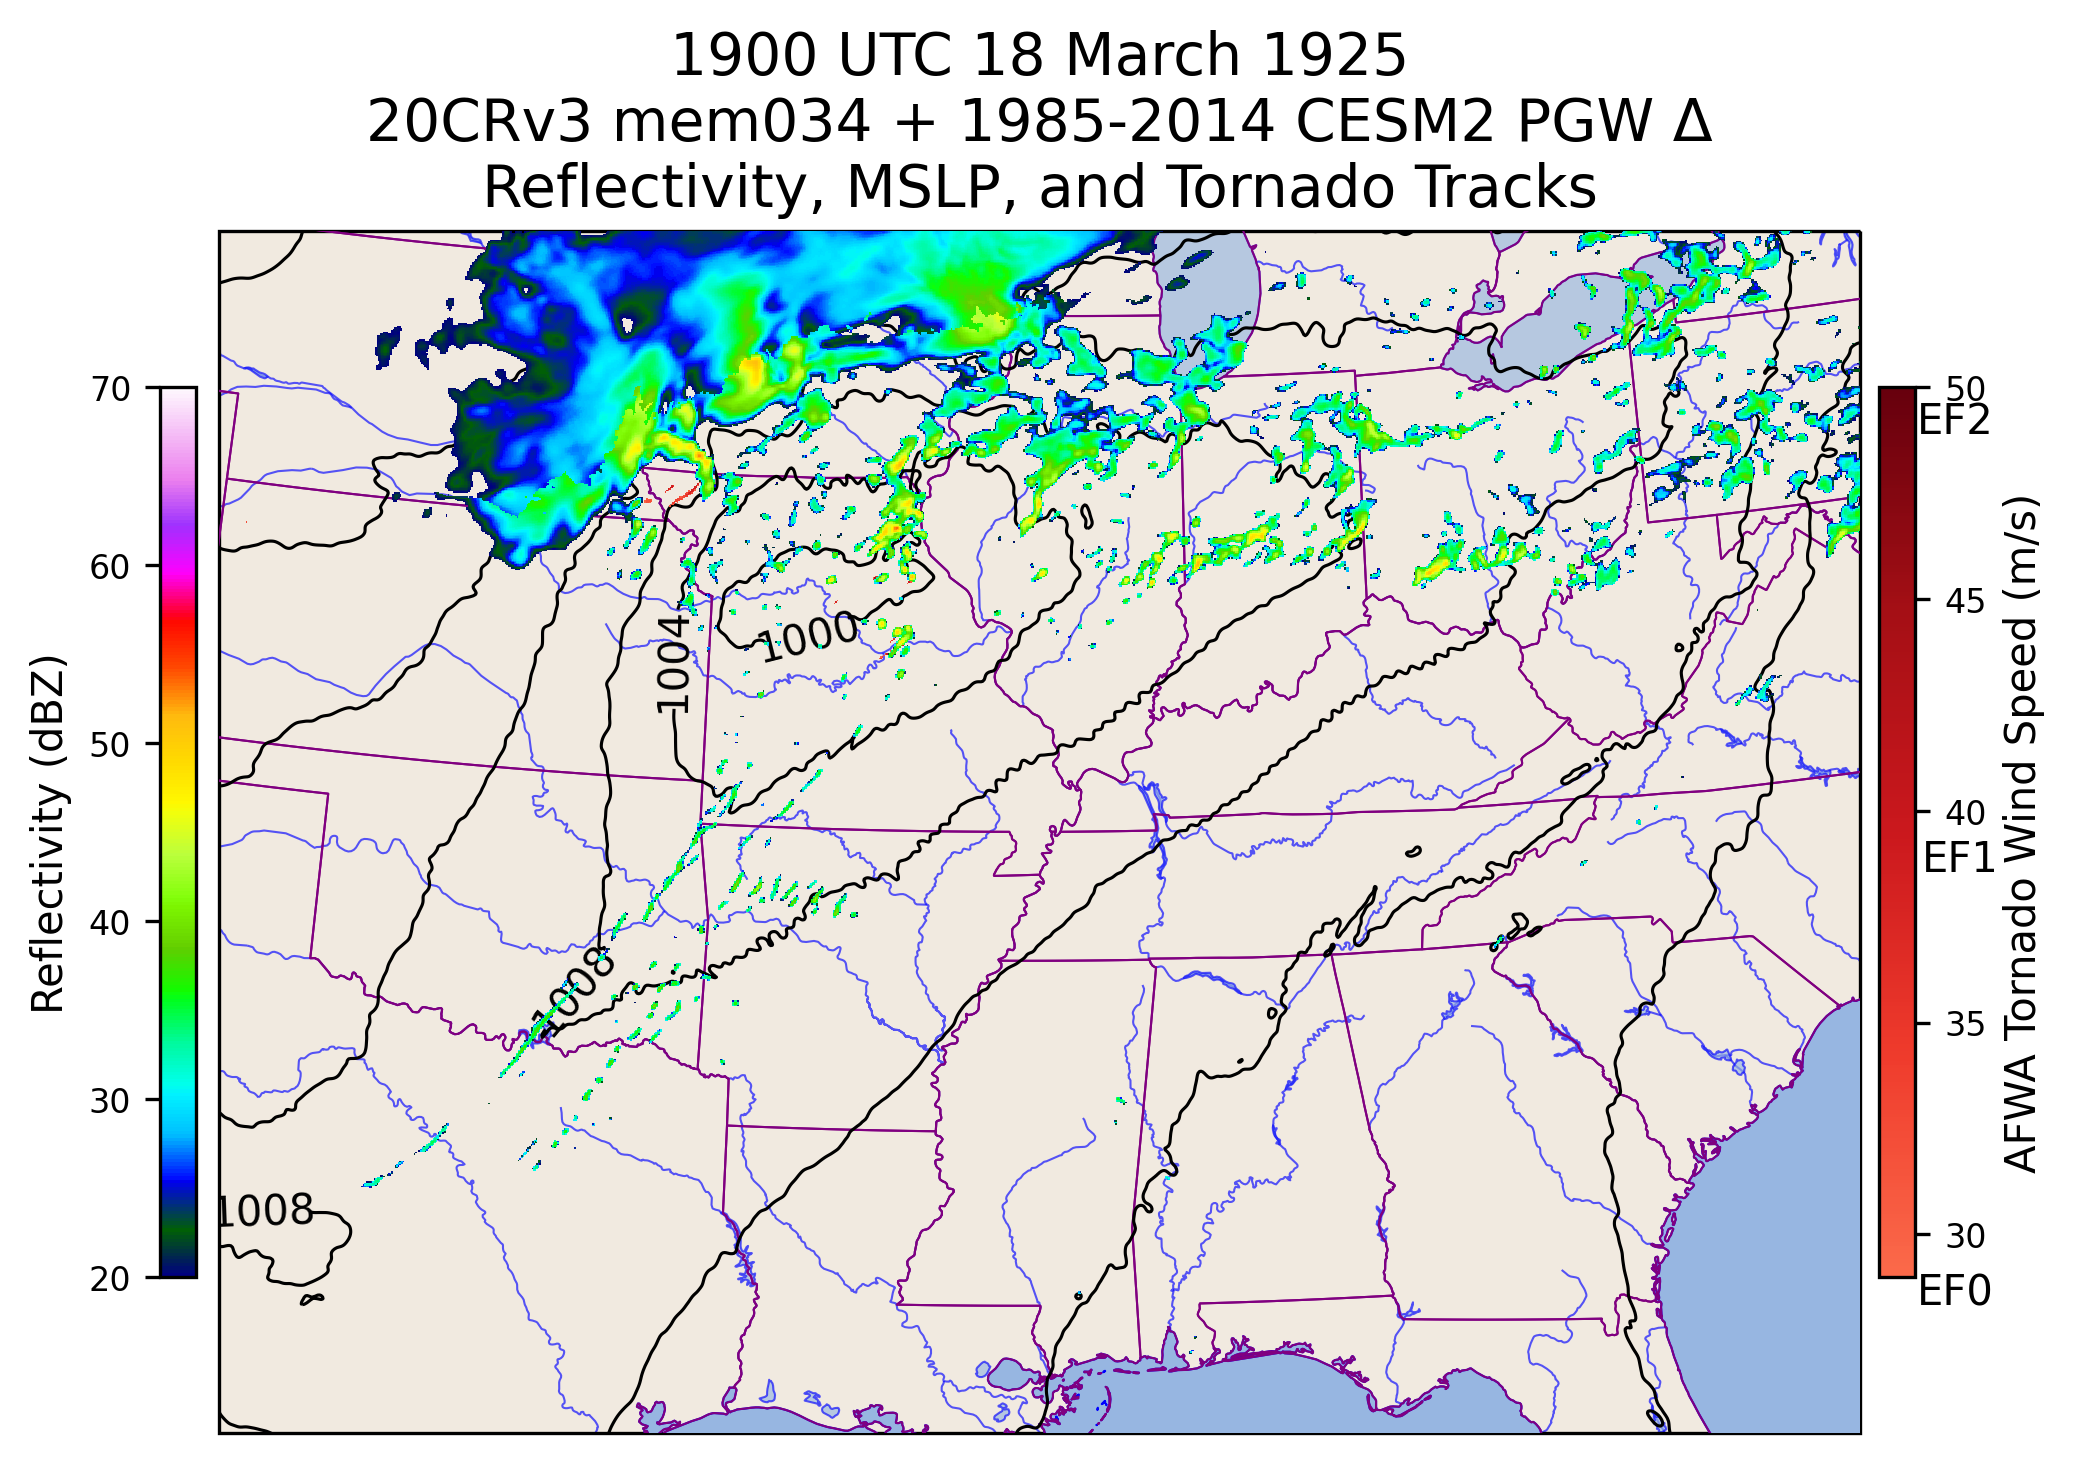 1900 UTC 18 March 1925
20CRv3 mem034 + 1985-2014 CESM2 PGW Δ
Reflectivity, MSLP, and Tornado Tracks
70
60
50
40
30
20
Reflectivity (dBZ)
1000
1004
1008
1008
50
EF2
45
40
EF1
35
30
EF0
AFWA Tornado Wind Speed (m/s)